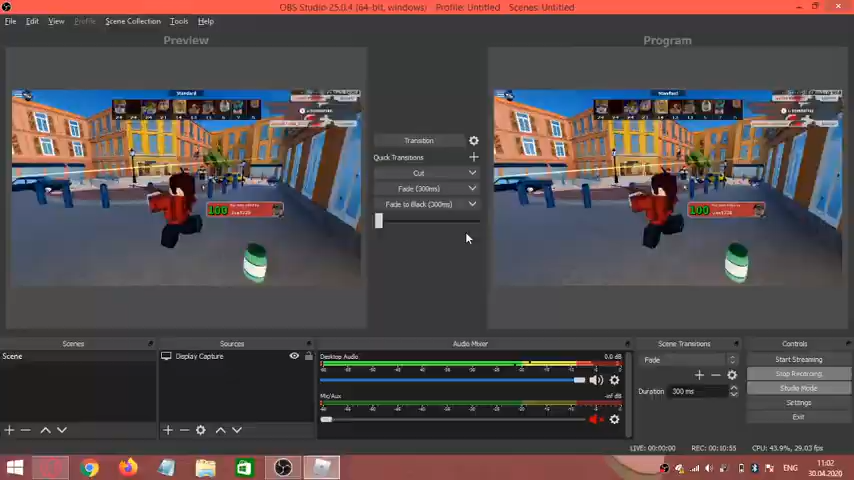 OBS Studio 25.0.4 (64-bit, windows) - Profile: Untitled - Scenes: Untitled
File Edit View Profile Scene Collection Tools Help
Preview
Program
Standard
Transition
Quick Transitions
Cut
Fade (300ms)
Fade to Black (300ms)
100
100
Scenes
Sources
Audio Mixer
Scene Transitions
Controls
Scene
Display Capture
Desktop Audio
0.0 dB
Mic/Aux
-inf dB
Fade
Duration 300 ms
Start Streaming
Stop Recording
Studio Mode
Settings
Exit
LIVE: 00:00:00 REC: 00:10:55 CPU: 43.9%, 29.03 fps
ENG
11:02
30.04.2020